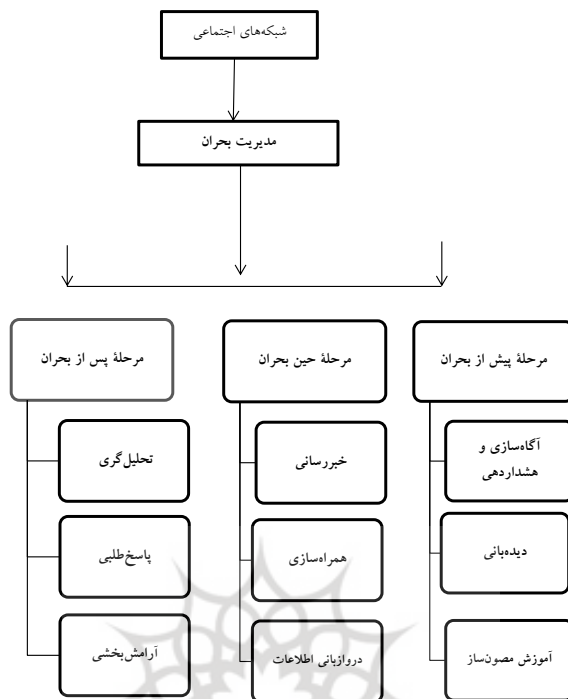 شبکه‌های اجتماعی
مدیریت بحران
مرحلهٔ پیش از بحران
آگاه‌سازی و
هشداردهی
دیده‌بانی
آموزش مصون‌ساز
مرحلهٔ حین بحران
خبررسانی
همراه‌سازی
دروازبانی اطلاعات
مرحلهٔ پس از بحران
تحلیل‌گری
پاسخ‌طلبی
آرامش‌بخشی